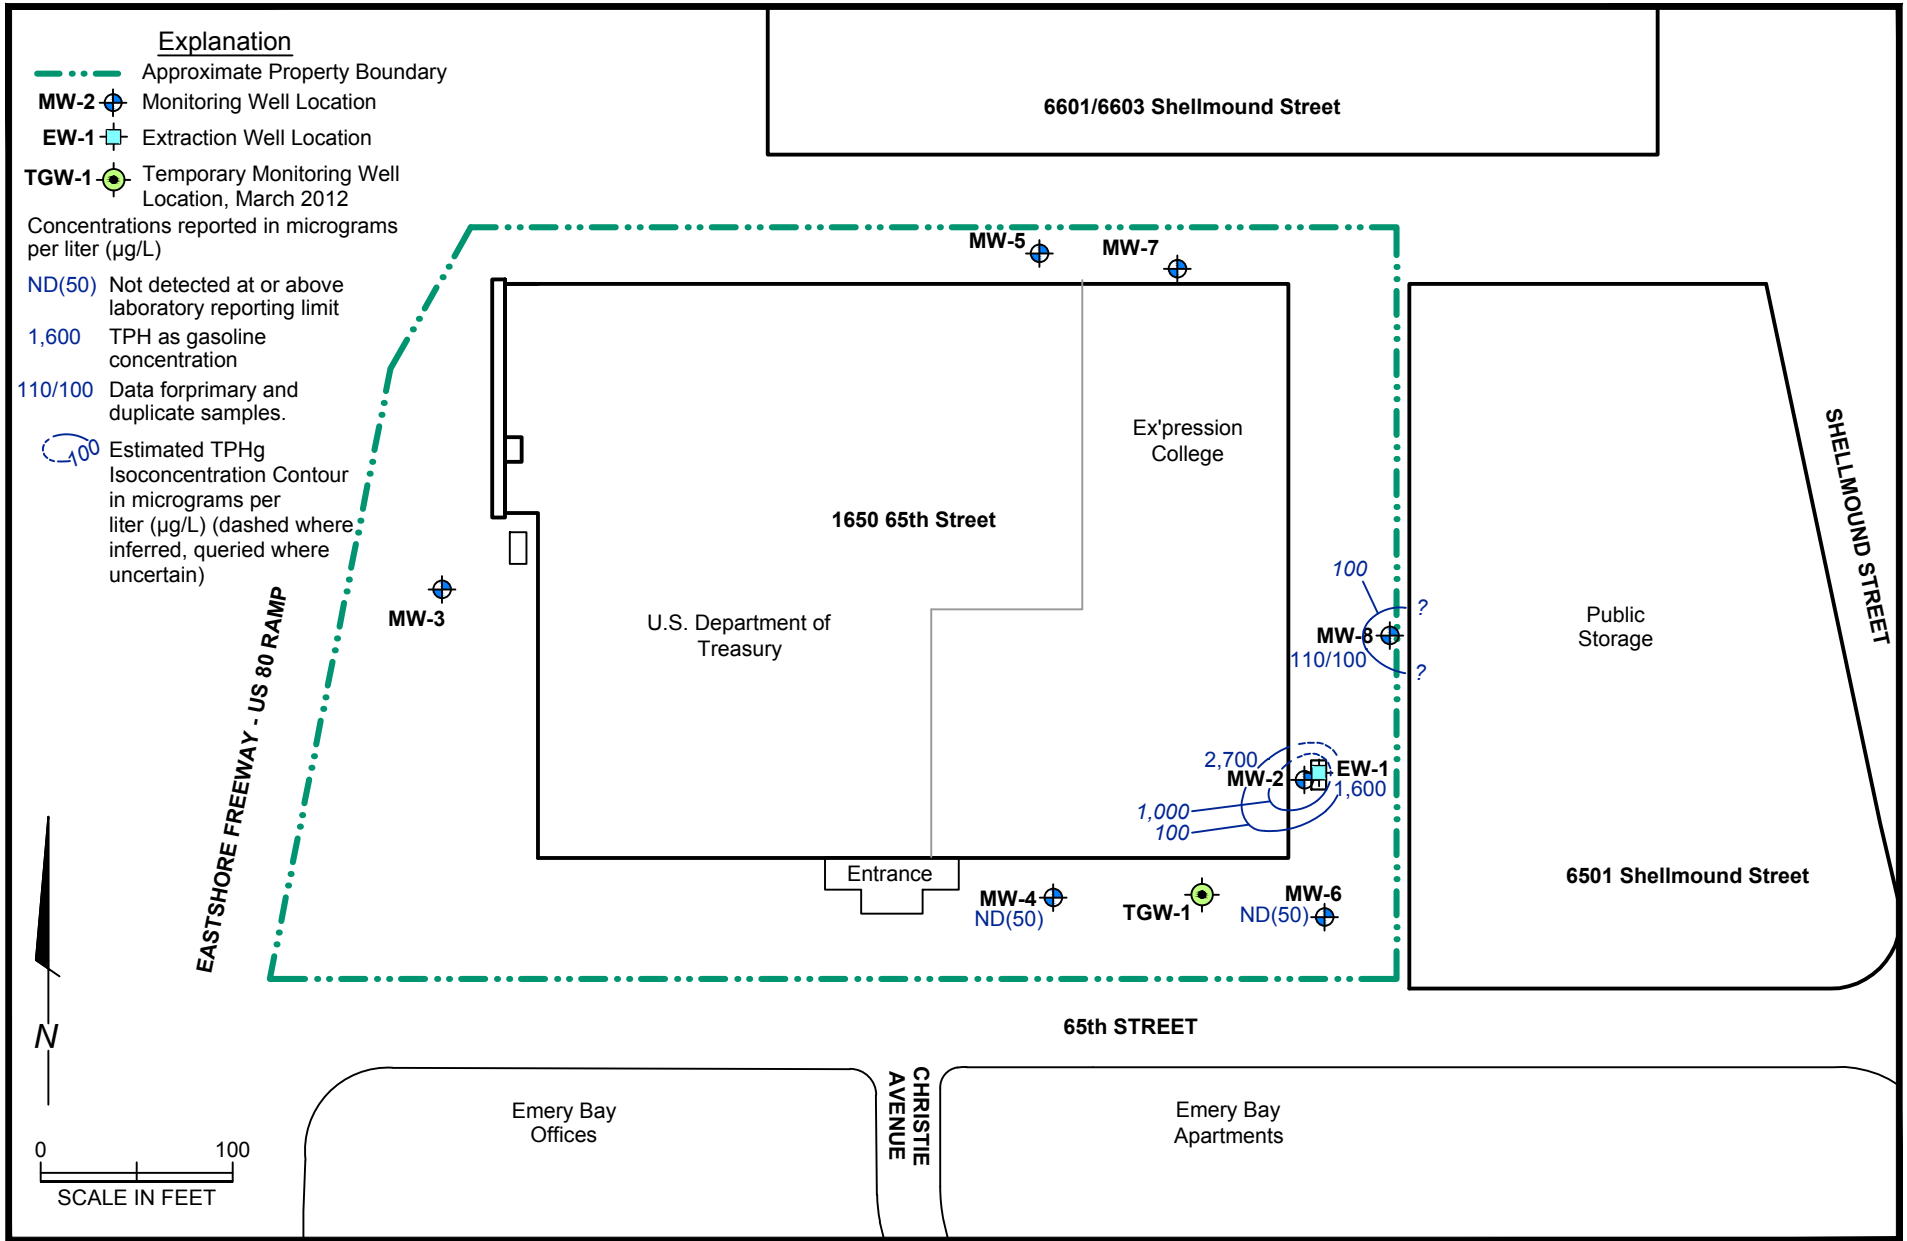 Explanation
Approximate Property Boundary
MW-2 Monitoring Well Location
EW-1 Extraction Well Location
TGW-1 Temporary Monitoring Well
Location, March 2012
Concentrations reported in micrograms
per liter (µg/L)
ND(50) Not detected at or above
laboratory reporting limit
1,600 TPH as gasoline
concentration
110/100 Data forprimary and
duplicate samples.
100 Estimated TPHg
Isoconcentration Contour
in micrograms per
liter (µg/L) (dashed where
inferred, queried where
uncertain)
6601/6603 Shellmound Street
MW-5
MW-7
Ex'pression
College
1650 65th Street
U.S. Department of
Treasury
MW-3
EASTSHORE FREEWAY - US 80 RAMP
100
?
MW-8
110/100
?
Public
Storage
SHELLMOUND STREET
2,700
MW-2
EW-1
1,600
1,000
100
6501 Shellmound Street
Entrance
MW-4
ND(50)
TGW-1
MW-6
ND(50)
65th STREET
N
CHRISTIE
AVENUE
Emery Bay
Offices
Emery Bay
Apartments
0 100
SCALE IN FEET